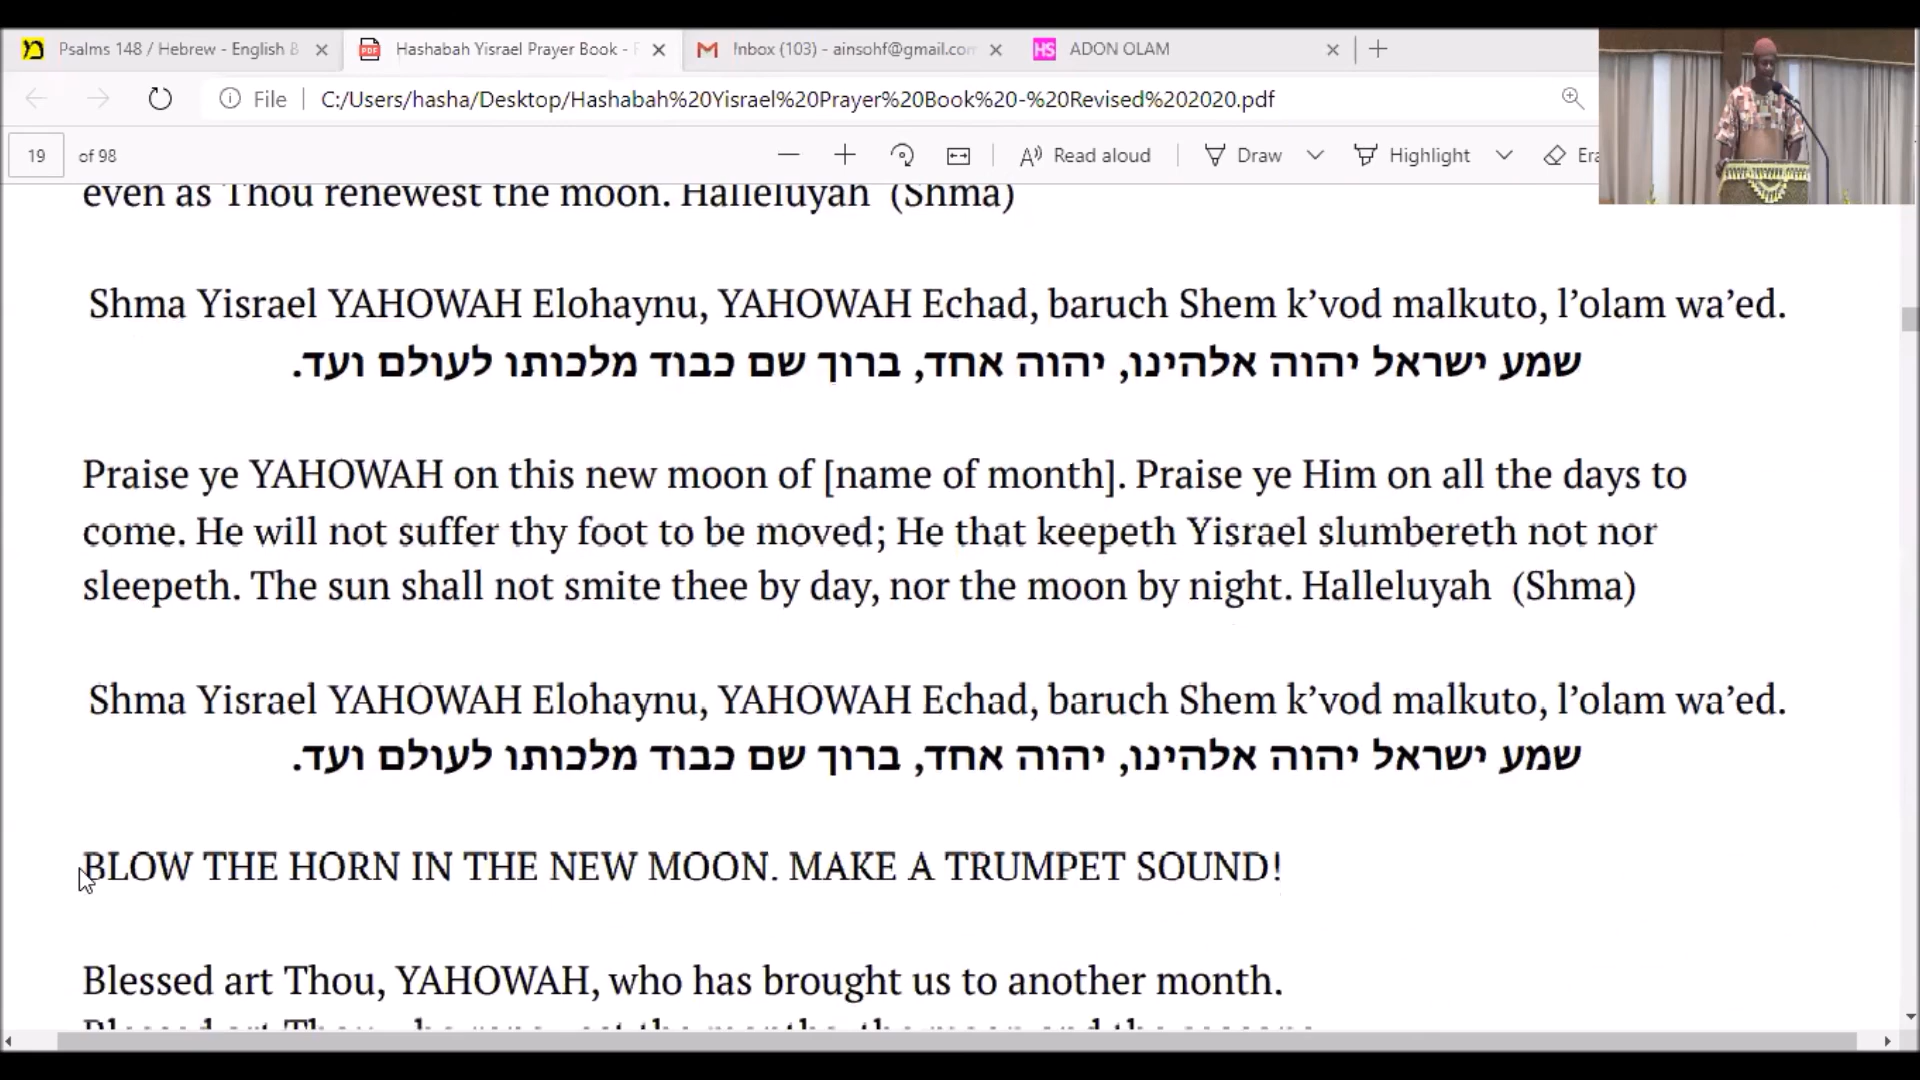 Psalms 148 / Hebrew - English
Hashabah Yisrael Prayer Book -
Inbox (103) - ainsohf@gmail.com
HS
ADON OLAM
File
C:/Users/hasha/Desktop/Hashabah%20Yisrael%20Prayer%20Book%20-%20Revised%202020.pdf
19 of 98
Read aloud
Draw
Highlight
even as Thou renewest the moon. Halleluyah (Shma)
Shma Yisrael YAHOWAH Elohaynu, YAHOWAH Echad, baruch Shem k’vod malkuto, l’olam wa’ed.
שמע ישראל יהוה אלהינו, יהוה אחד, ברוך שם כבוד מלכותו לעולם ועד.
Praise ye YAHOWAH on this new moon of [name of month]. Praise ye Him on all the days to
come. He will not suffer thy foot to be moved; He that keepeth Yisrael slumbereth not nor
sleepeth. The sun shall not smite thee by day, nor the moon by night. Halleluyah (Shma)
Shma Yisrael YAHOWAH Elohaynu, YAHOWAH Echad, baruch Shem k’vod malkuto, l’olam wa’ed.
שמע ישראל יהוה אלהינו, יהוה אחד, ברוך שם כבוד מלכותו לעולם ועד.
BLOW THE HORN IN THE NEW MOON. MAKE A TRUMPET SOUND!
Blessed art Thou, YAHOWAH, who has brought us to another month.